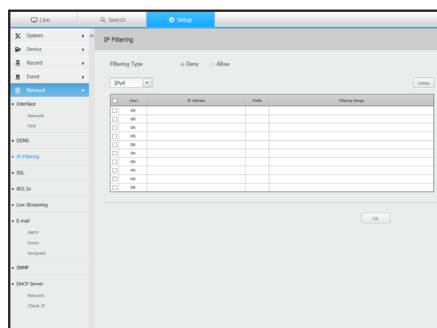 Live
Search
Setup
System
Device
Record
Event
Network
Interface
Network
Port
DDNS
IP Filtering
SSL
802.1x
Live Streaming
E-mail
SMTP
Event
Recipient
SNMP
DHCP Server
Network
Check IP
IP Filtering
Filtering Type
Deny
Allow
IPv4
Delete
User IP Address Prefix Filtering Range
ON
ON
ON
ON
ON
ON
ON
ON
ON
ON
OK